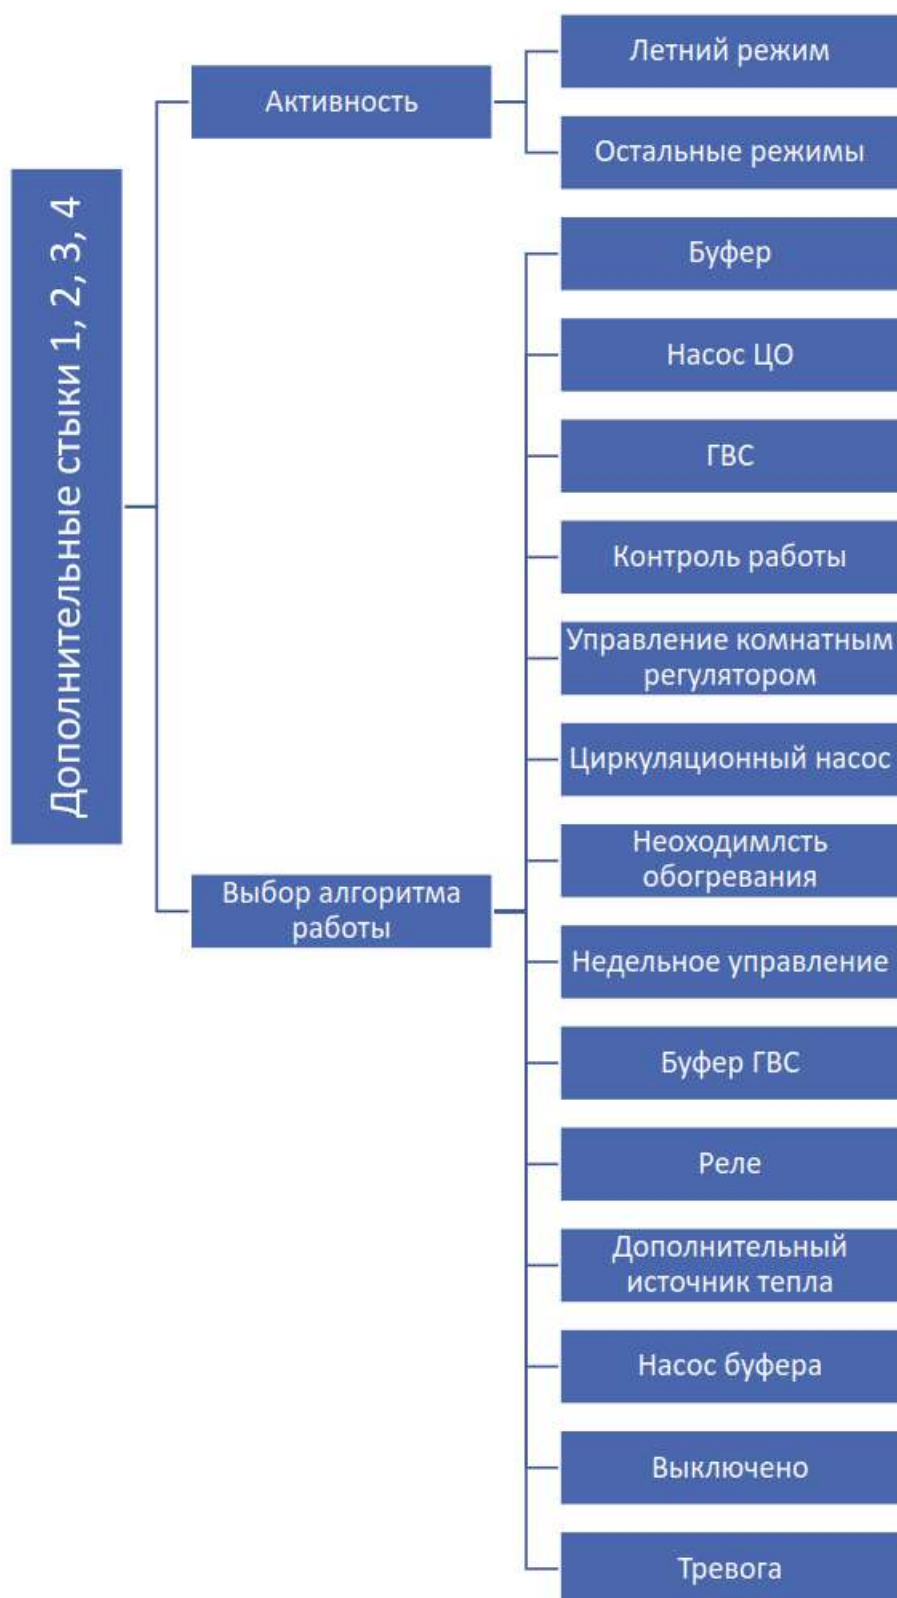 Дополнительные стыки 1, 2, 3, 4
Активность
Летний режим
Остальные режимы
Выбор алгоритма
работы
Буфер
Насос ЦО
ГВС
Контроль работы
Управление комнатным
регулятором
Циркуляционный насос
Неоходимлсть
обогревания
Недельное управление
Буфер ГВС
Реле
Дополнительный
источник тепла
Насос буфера
Выключено
Тревога